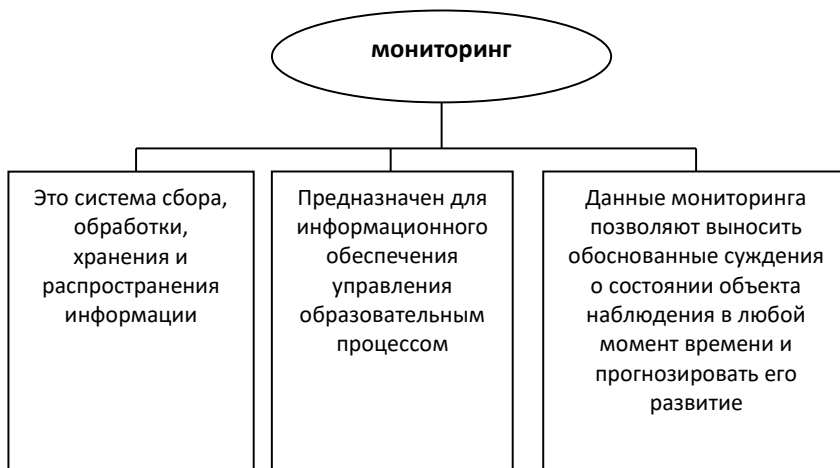 мониторинг
Это система сбора,
обработки,
хранения и
распространения
информации
Предназначен для
информационного
обеспечения
управления
образовательным
процессом
Данные мониторинга
позволяют выносить
обоснованные суждения
о состоянии объекта
наблюдения в любой
момент времени и
прогнозировать его
развитие